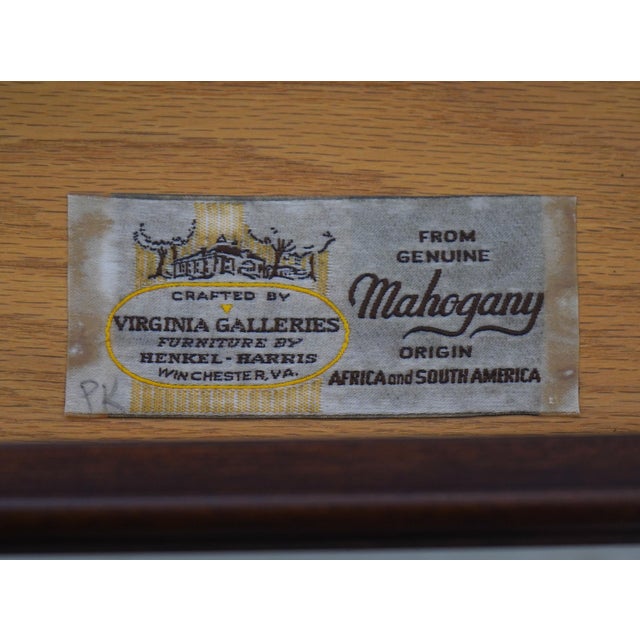 CRAFTED BY
VIRGINIA GALLERIES
FURNITURE BY
HENKEL-HARRIS
WINCHESTER, VA.
PK
FROM
GENUINE
Mahogany
ORIGIN
AFRICA and SOUTH AMERICA